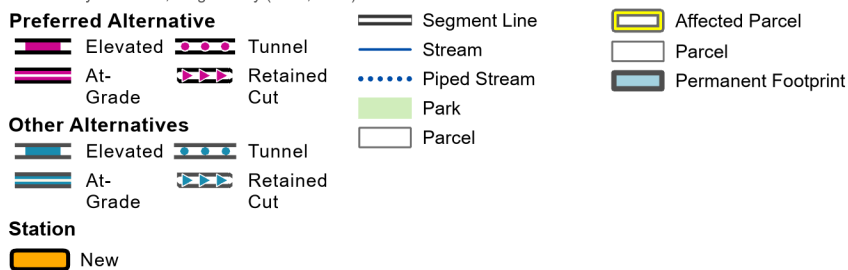 Preferred Alternative
Elevated
Tunnel
At-
Grade
Retained
Cut
Other Alternatives
Elevated
Tunnel
At-
Grade
Retained
Cut
Station
New
Segment Line
Stream
Piped Stream
Park
Parcel
Affected Parcel
Parcel
Permanent Footprint